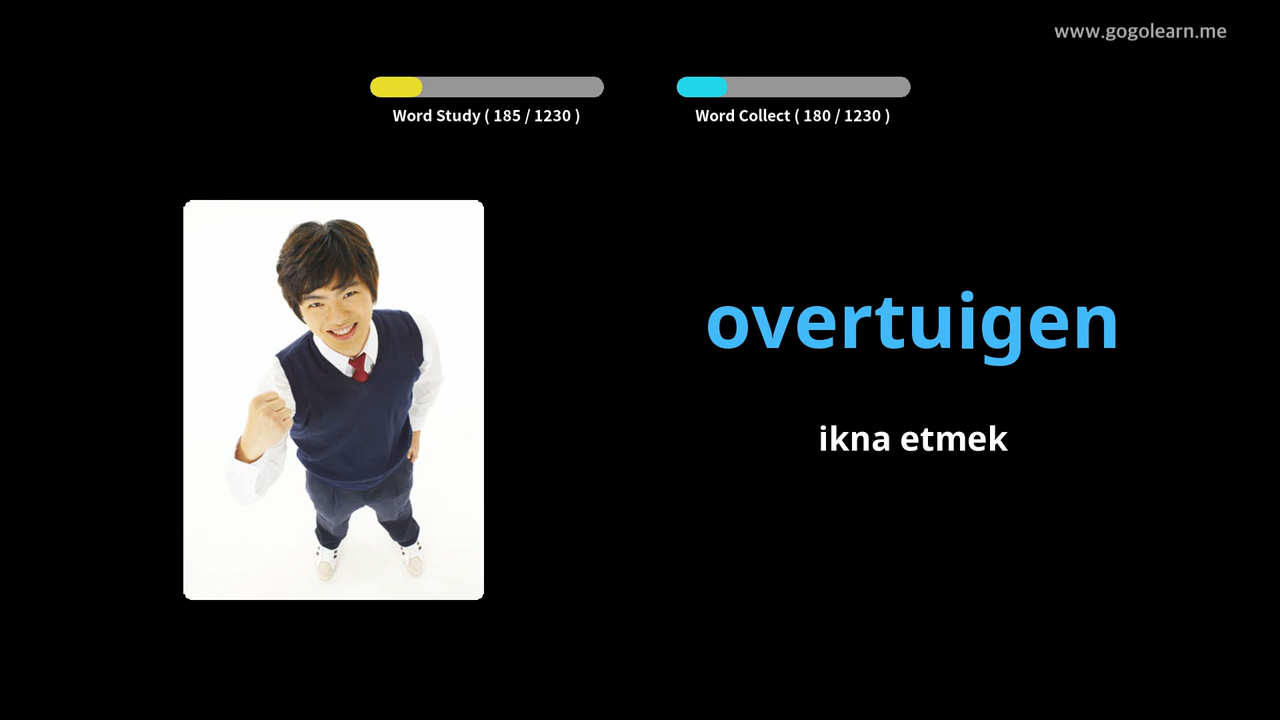 www.gogolearn.me
Word Study ( 185 / 1230 )
Word Collect ( 180 / 1230 )
overtuigen
ikna etmek